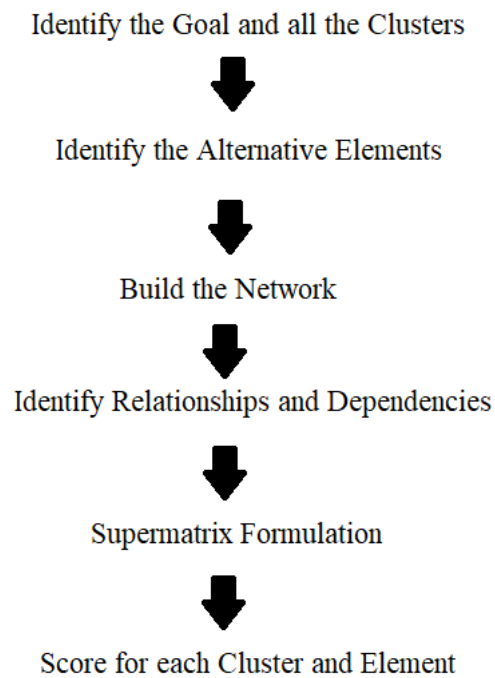 Identify the Goal and all the Clusters
Identify the Alternative Elements
Build the Network
Identify Relationships and Dependencies
Supermatrix Formulation
Score for each Cluster and Element